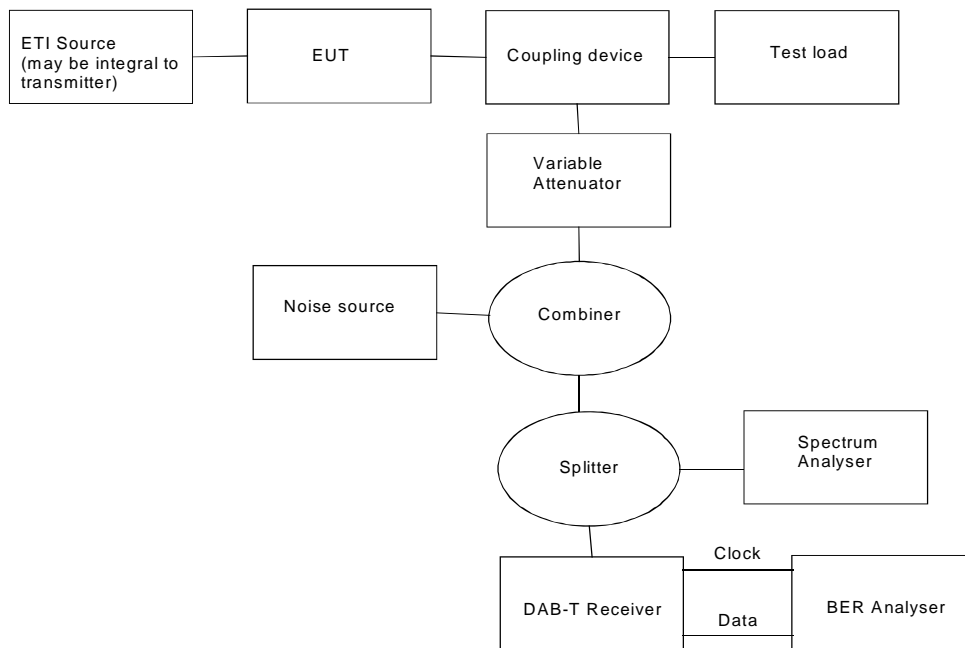 ETI Source
(may be integral to
transmitter)
EUT
Coupling device
Test load
Variable
Attenuator
Noise source
Combiner
Splitter
Spectrum
Analyser
Clock
DAB-T Receiver
BER Analyser
Data